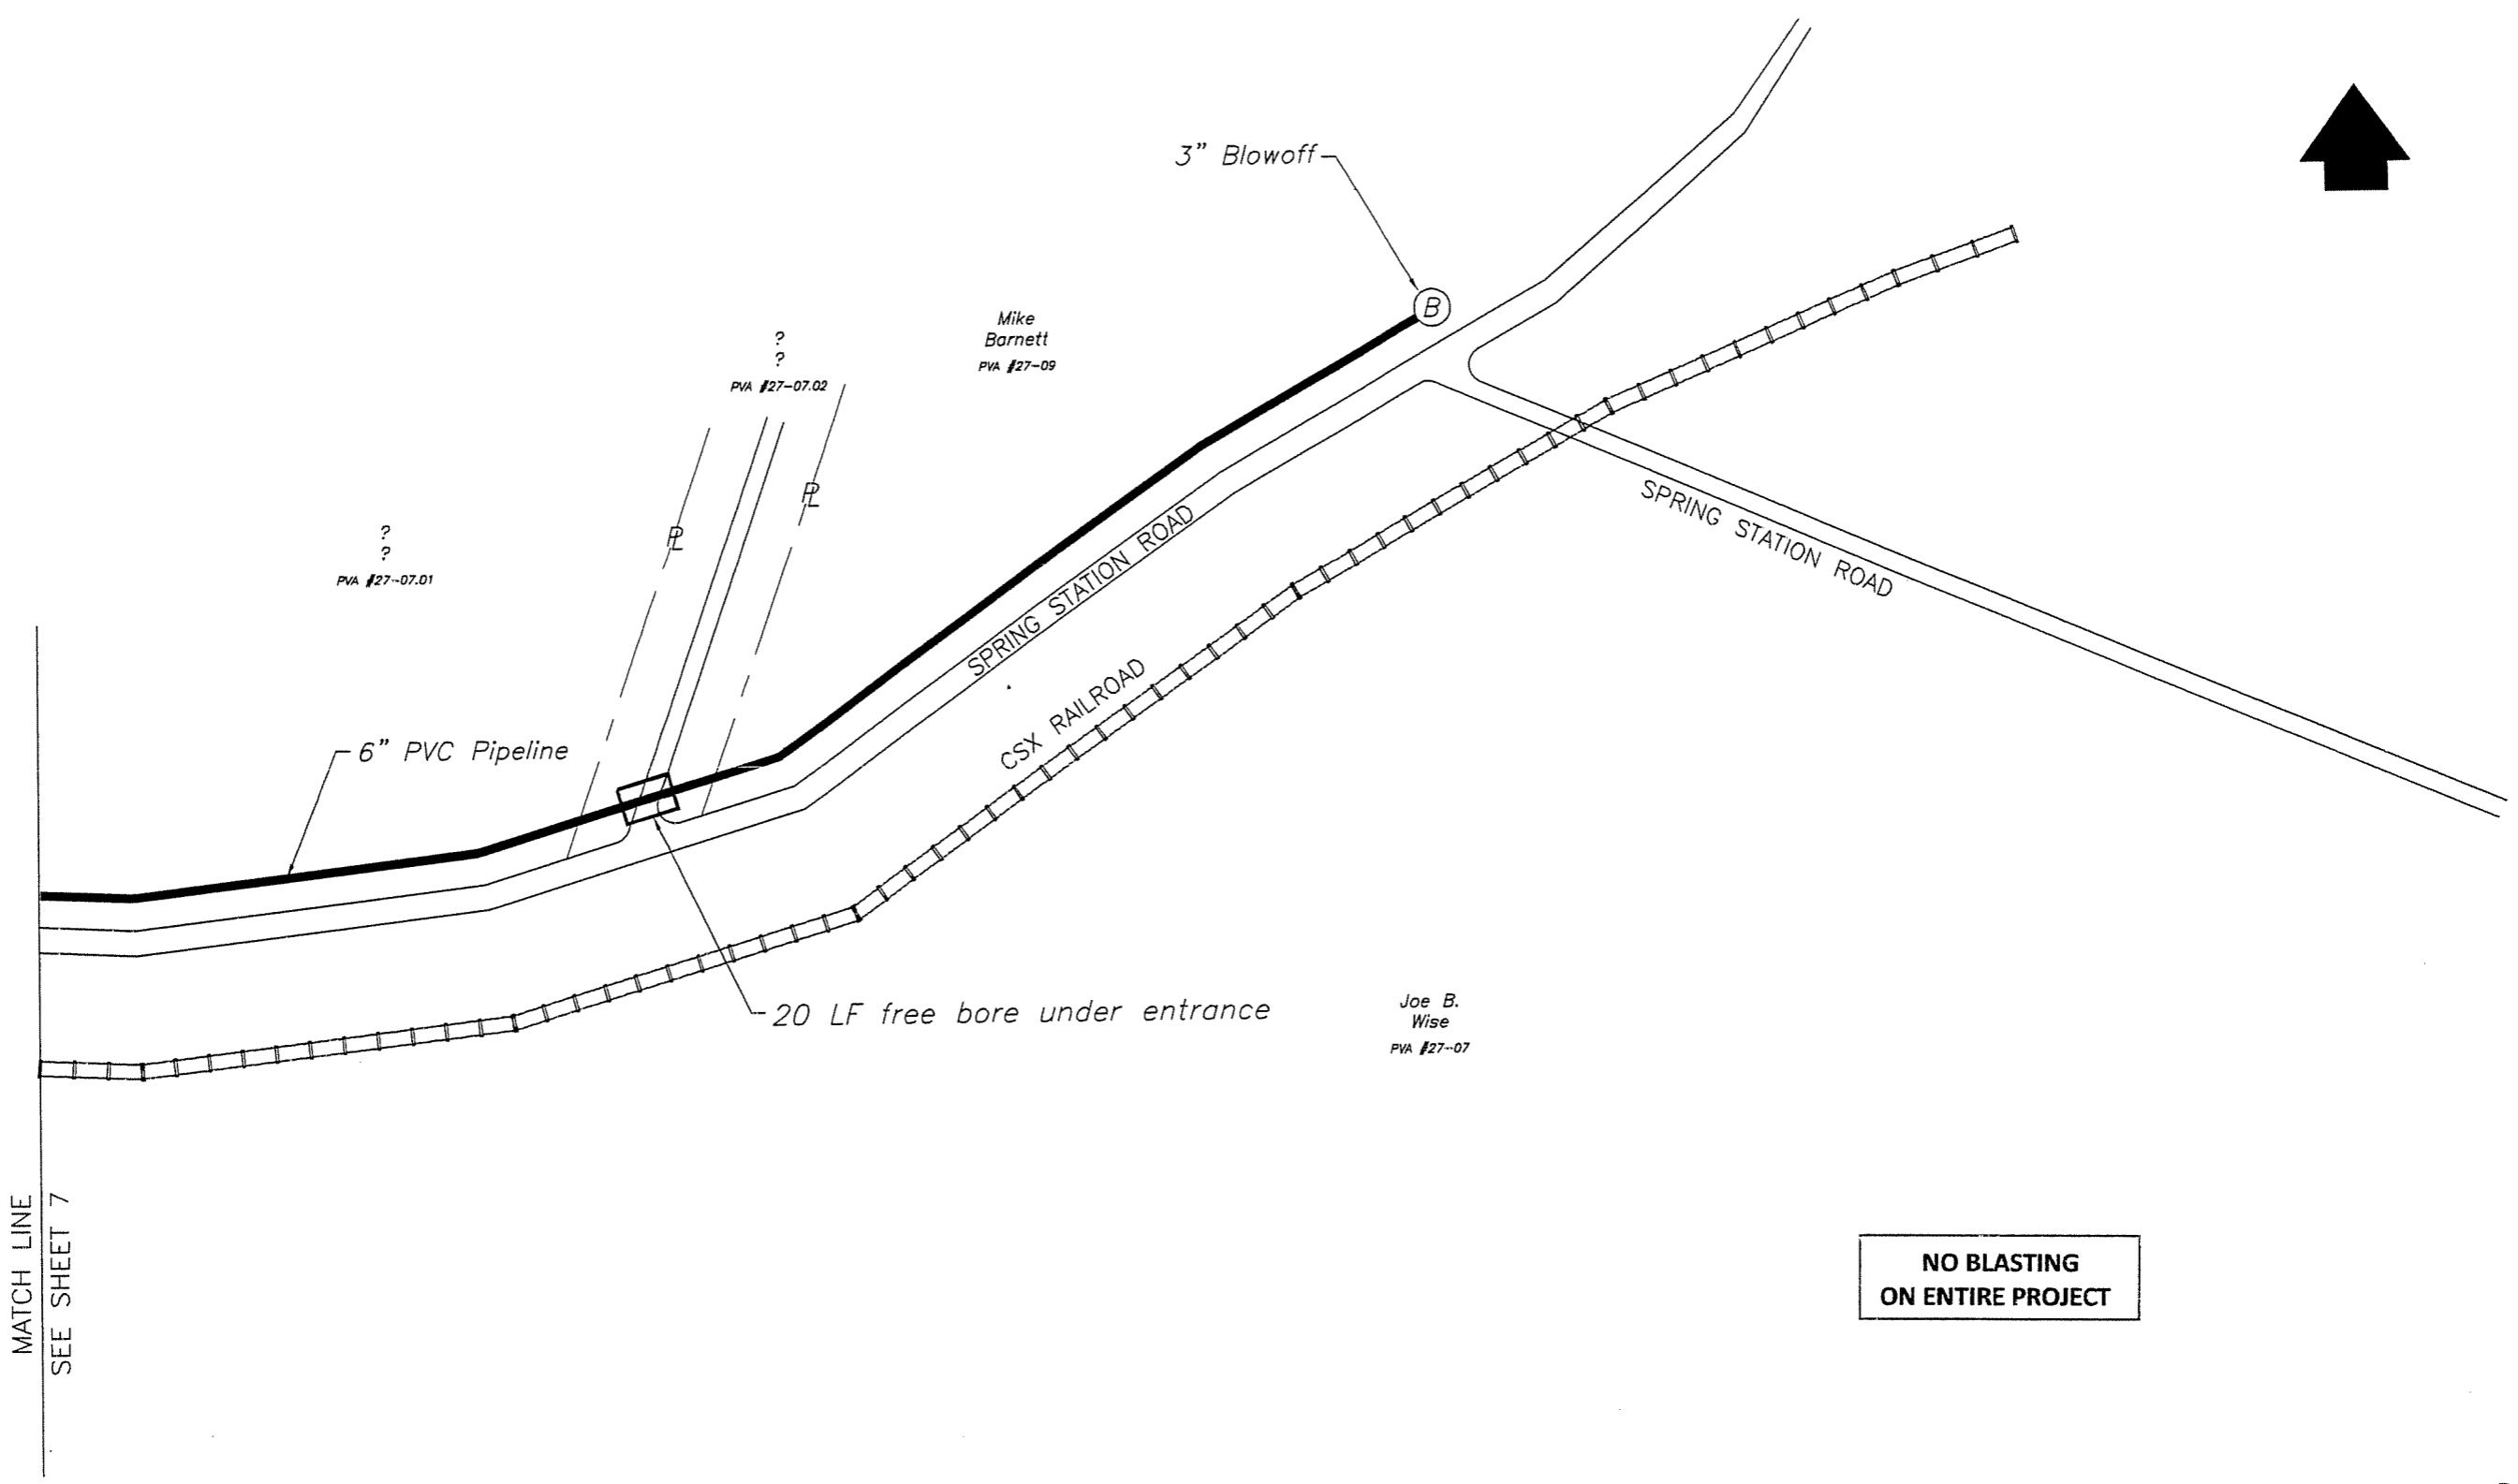 3" Blowoff
B
Mike
Barnett
PVA #27-09
?
?
PVA #27-07.02
PL
PL
?
?
PVA #27-07.01
SPRING STATION ROAD
SPRING STATION ROAD
CSX RAILROAD
6" PVC Pipeline
20 LF free bore under entrance
Joe B.
Wise
PVA #27-07
MATCH LINE
SEE SHEET 7
NO BLASTING
ON ENTIRE PROJECT